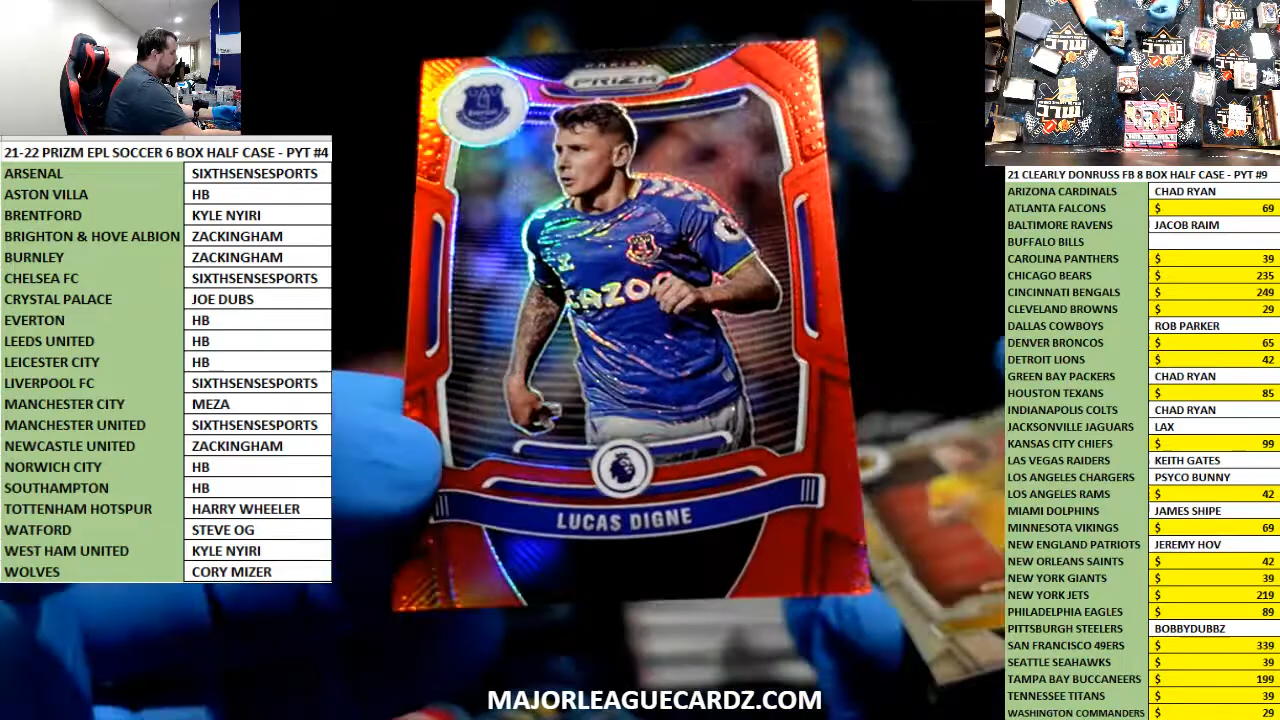 21-22 PRIZM EPL SOCCER 6 BOX HALF CASE - PYT #4
ARSENAL SIXTHSENSESPORTS
ASTON VILLA HB
BRENTFORD KYLE NYIRI
BRIGHTON & HOVE ALBION ZACKINGHAM
BURNLEY ZACKINGHAM
CHELSEA FC SIXTHSENSESPORTS
CRYSTAL PALACE JOE DUBS
EVERTON HB
LEEDS UNITED HB
LEICESTER CITY HB
LIVERPOOL FC SIXTHSENSESPORTS
MANCHESTER CITY MEZA
MANCHESTER UNITED SIXTHSENSESPORTS
NEWCASTLE UNITED ZACKINGHAM
NORWICH CITY HB
SOUTHAMPTON HB
TOTTENHAM HOTSPUR HARRY WHEELER
WATFORD STEVE OG
WEST HAM UNITED KYLE NYIRI
WOLVES CORY MIZER
PANINI
PRIZM
Everton
CAZOO
LUCAS DIGNE
MAJORLEAGUECARDZ.COM
21 CLEARLY DONRUSS FB 8 BOX HALF CASE - PYT #9
ARIZONA CARDINALS CHAD RYAN
ATLANTA FALCONS $ 69
BALTIMORE RAVENS JACOB RAIM
BUFFALO BILLS
CAROLINA PANTHERS $ 39
CHICAGO BEARS $ 235
CINCINNATI BENGALS $ 249
CLEVELAND BROWNS $ 29
DALLAS COWBOYS ROB PARKER
DENVER BRONCOS $ 65
DETROIT LIONS $ 42
GREEN BAY PACKERS CHAD RYAN
HOUSTON TEXANS $ 85
INDIANAPOLIS COLTS CHAD RYAN
JACKSONVILLE JAGUARS LAX
KANSAS CITY CHIEFS $ 99
LAS VEGAS RAIDERS KEITH GATES
LOS ANGELES CHARGERS PSYCO BUNNY
LOS ANGELES RAMS $ 42
MIAMI DOLPHINS JAMES SHIPE
MINNESOTA VIKINGS $ 69
NEW ENGLAND PATRIOTS JEREMY HOV
NEW ORLEANS SAINTS $ 42
NEW YORK GIANTS $ 39
NEW YORK JETS $ 219
PHILADELPHIA EAGLES $ 89
PITTSBURGH STEELERS BOBBYDUBBZ
SAN FRANCISCO 49ERS $ 339
SEATTLE SEAHAWKS $ 39
TAMPA BAY BUCCANEERS $ 199
TENNESSEE TITANS $ 39
WASHINGTON COMMANDERS $ 29